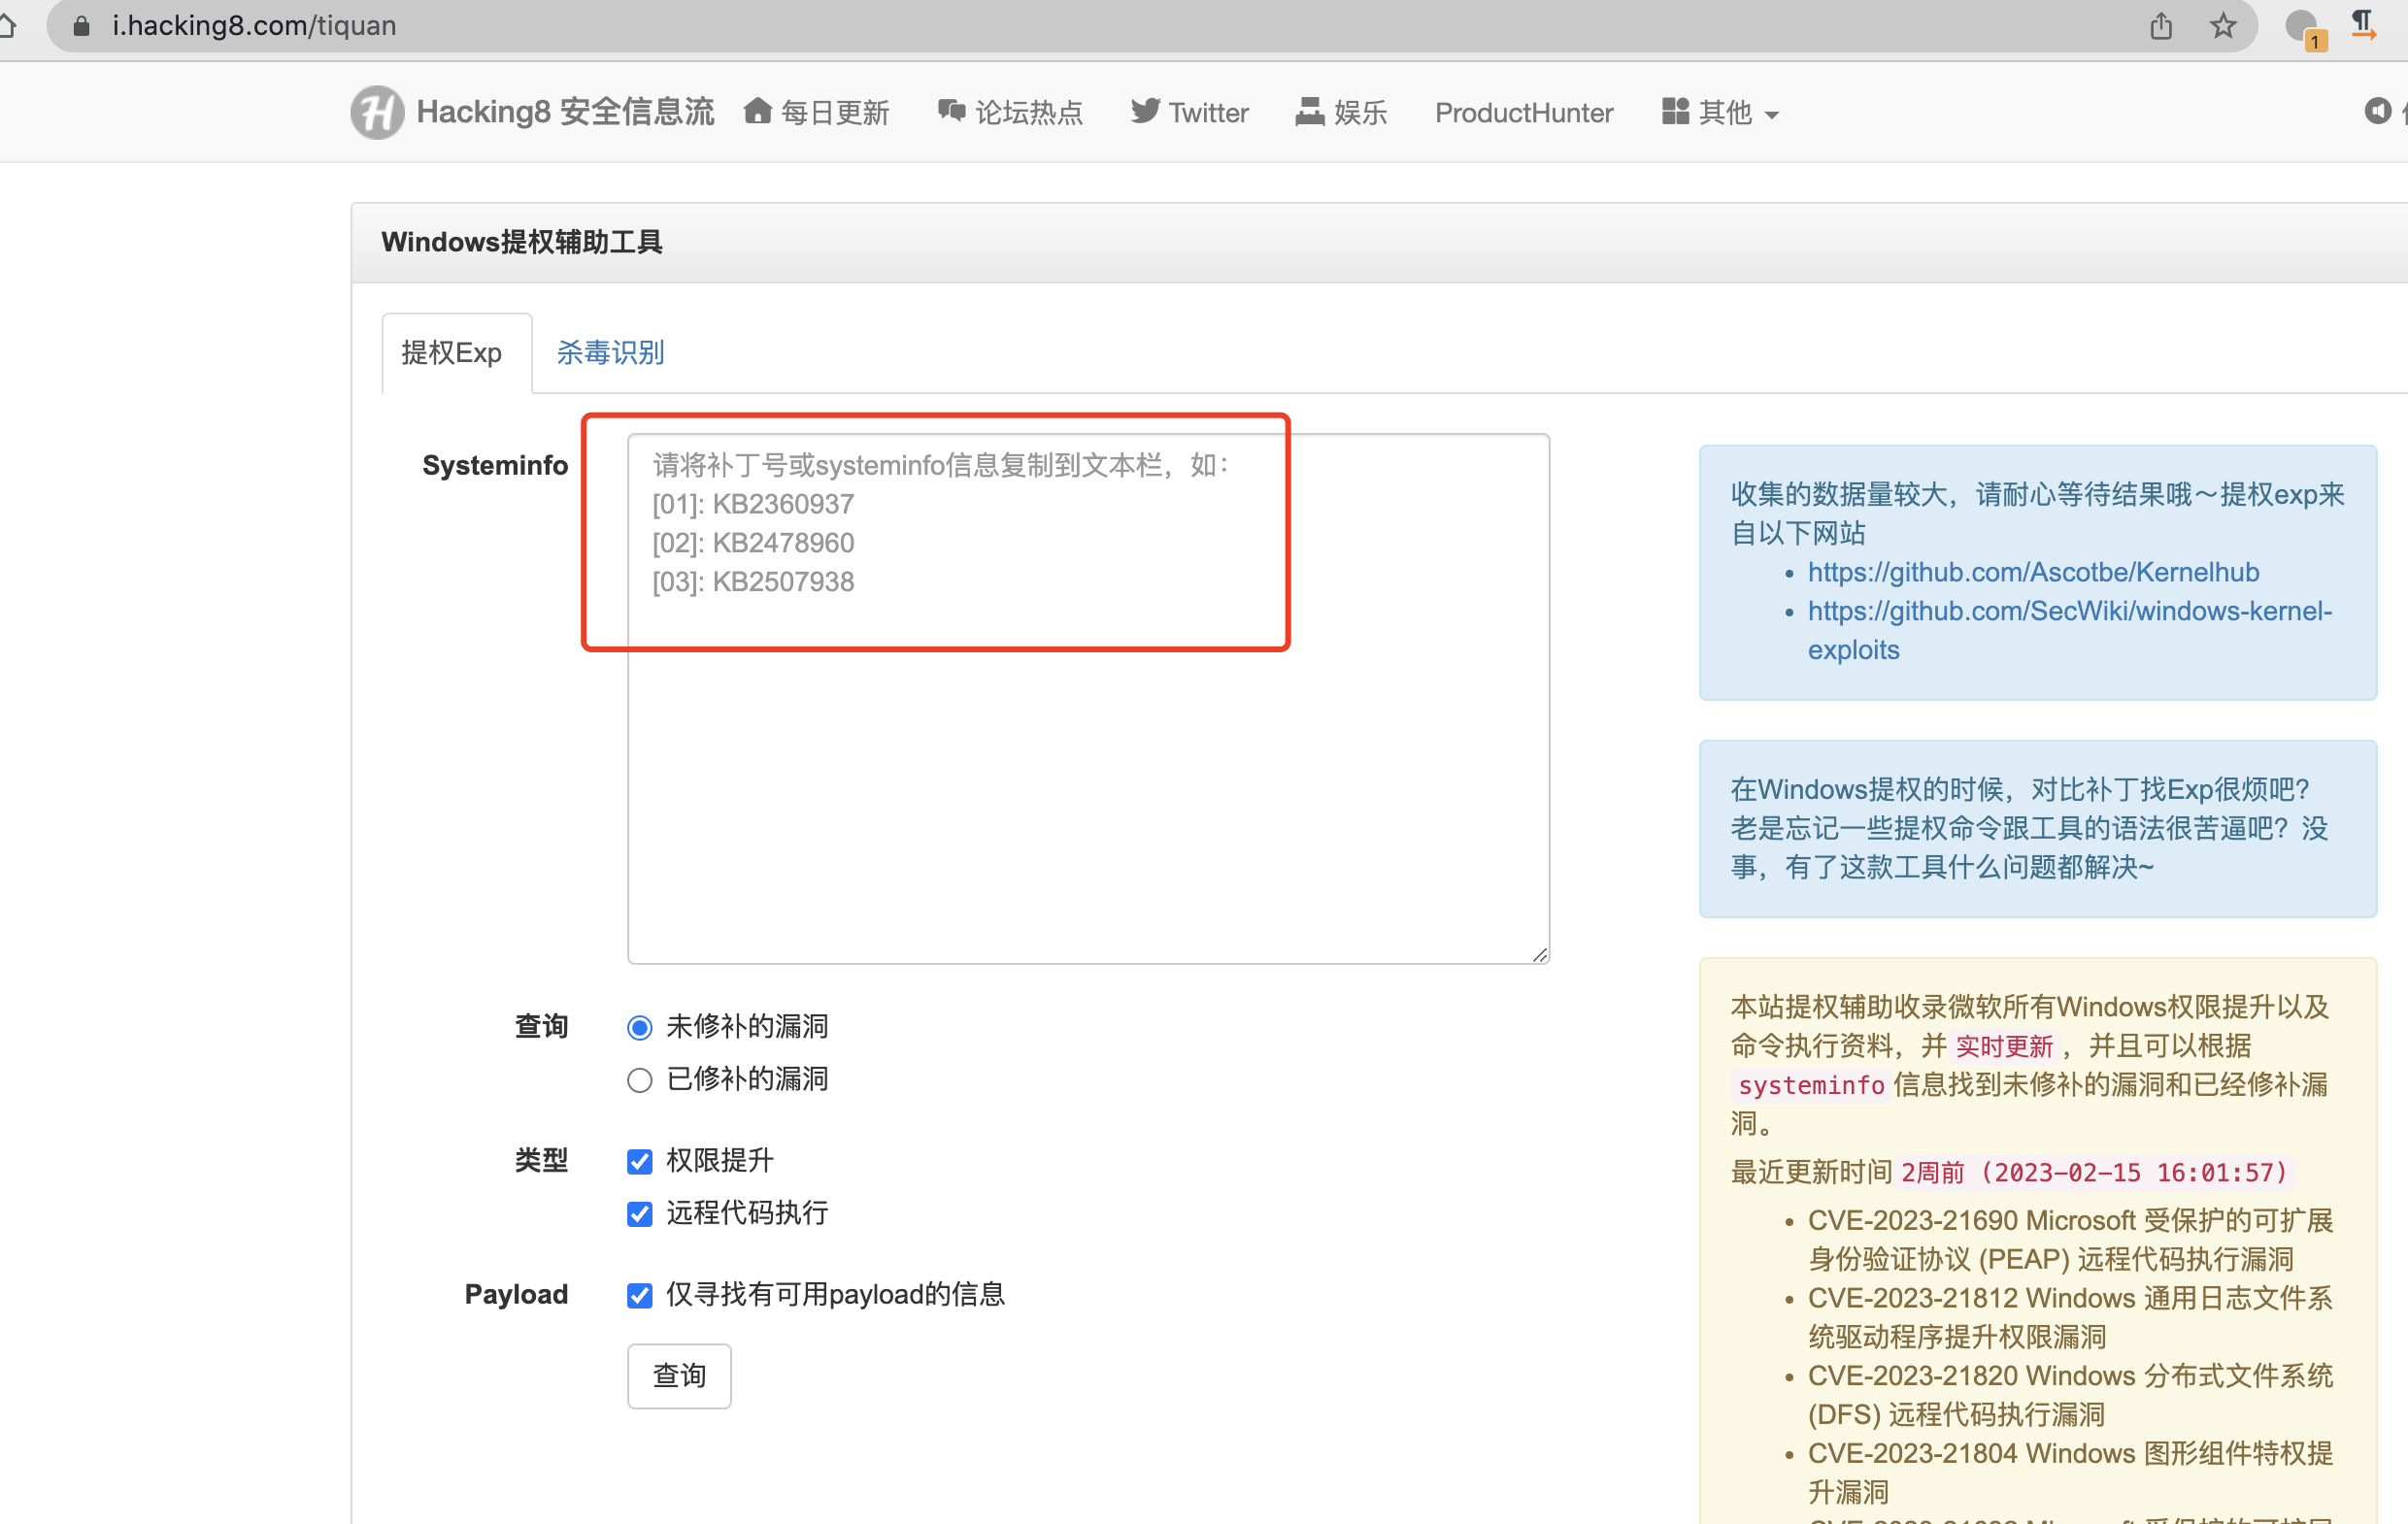 i.hacking8.com/tiquan
1
Hacking8 安全信息流 每日更新 论坛热点 Twitter 娱乐 ProductHunter 其他
Windows提权辅助工具
提权Exp 杀毒识别
Systeminfo
请将补丁号或systeminfo信息复制到文本栏，如：
[01]: KB2360937
[02]: KB2478960
[03]: KB2507938
查询
未修补的漏洞
已修补的漏洞
类型
权限提升
远程代码执行
Payload
仅寻找有可用payload的信息
查询
收集的数据量较大，请耐心等待结果哦～提权exp来
自以下网站
https://github.com/Ascotbe/Kernelhub
https://github.com/SecWiki/windows-kernel-
exploits
在Windows提权的时候，对比补丁找Exp很烦吧？
老是忘记一些提权命令跟工具的语法很苦逼吧？没
事，有了这款工具什么问题都解决~
本站提权辅助收录微软所有Windows权限提升以及
命令执行资料，并 实时更新 ，并且可以根据
systeminfo 信息找到未修补的漏洞和已经修补漏
洞。
最近更新时间 2周前 (2023-02-15 16:01:57)
CVE-2023-21690 Microsoft 受保护的可扩展
身份验证协议 (PEAP) 远程代码执行漏洞
CVE-2023-21812 Windows 通用日志文件系
统驱动程序提升权限漏洞
CVE-2023-21820 Windows 分布式文件系统
(DFS) 远程代码执行漏洞
CVE-2023-21804 Windows 图形组件特权提
升漏洞